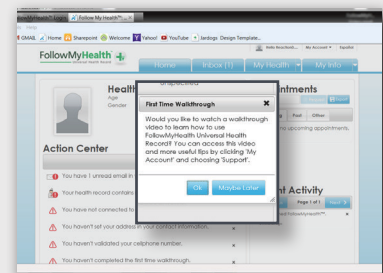 FollowMyHealth™
GMAIL Home Sharepoint Welcome Yahoo! YouTube Jardogs Design Template...
My Account Español
FollowMyHealth
Universal Health Record
Home Inbox (1) My Health My Info
Health
Age
Gender
unspecified
First Time Walkthrough ×
Would you like to watch a walkthrough
video to learn how to use
FollowMyHealth Universal Health
Record? You can access this video
and more useful tips by clicking 'My
Account' and choosing 'Support'.
Ok Maybe Later
ntments
Past Other
upcoming appointments.
Action Center
You have 1 unread email in
Your health record contains
You have not connected to
You haven't set your address in your contact information. ×
You haven't validated your cellphone number. ×
You haven't completed the first time walkthrough. ×
t Activity
Page 1 of 1 Next